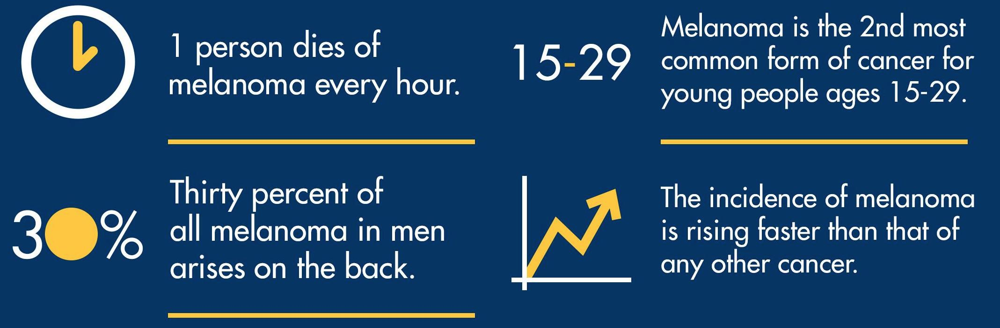 1 person dies of
melanoma every hour.
15-29
Melanoma is the 2nd most
common form of cancer for
young people ages 15-29.
30%
Thirty percent of
all melanoma in men
arises on the back.
The incidence of melanoma
is rising faster than that of
any other cancer.